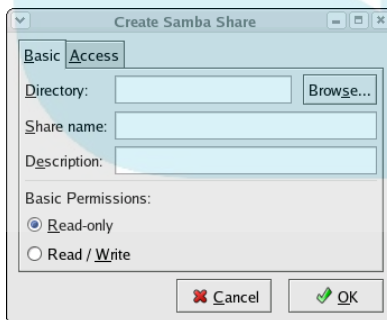 Create Samba Share
Basic Access
Directory: Browse...
Share name:
Description:
Basic Permissions:
Read-only
Read / Write
Cancel OK